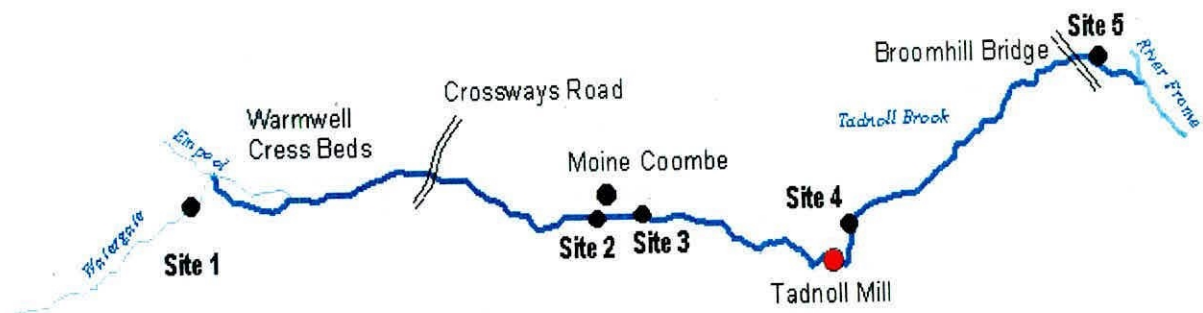 Site 5
Broomhill Bridge
River Frome
Crossways Road
Tadnoll Brook
Warmwell
Cress Beds
Empool
Moine Coombe
Site 4
Site 2
Site 3
Site 1
Watergate
Tadnoll Mill